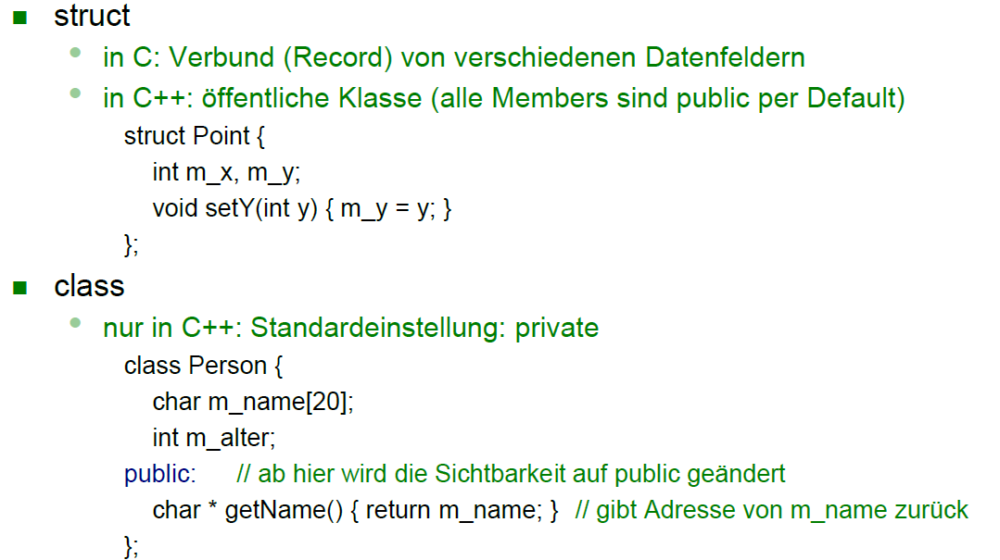 struct
in C: Verbund (Record) von verschiedenen Datenfeldern
in C++: öffentliche Klasse (alle Members sind public per Default)
struct Point {
int m_x, m_y;
void setY(int y) { m_y = y; }
};
class
nur in C++: Standardeinstellung: private
class Person {
char m_name[20];
int m_alter;
public: // ab hier wird die Sichtbarkeit auf public geändert
char * getName() { return m_name; } // gibt Adresse von m_name zurück
};